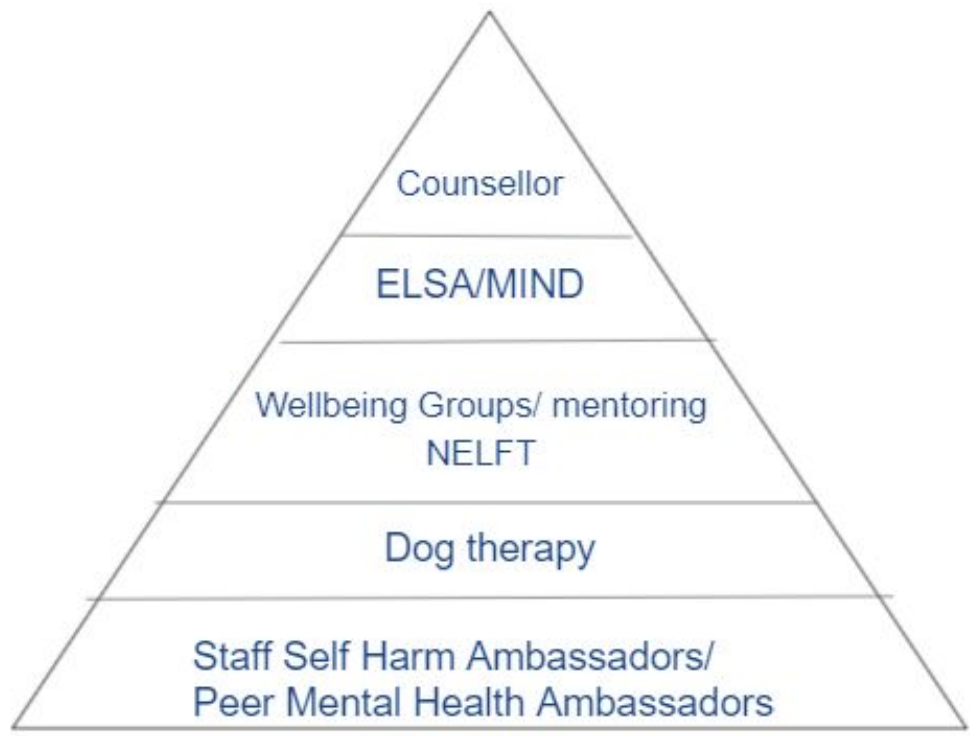 Counsellor
ELSA/MIND
Wellbeing Groups/ mentoring
NELFT
Dog therapy
Staff Self Harm Ambassadors/
Peer Mental Health Ambassadors